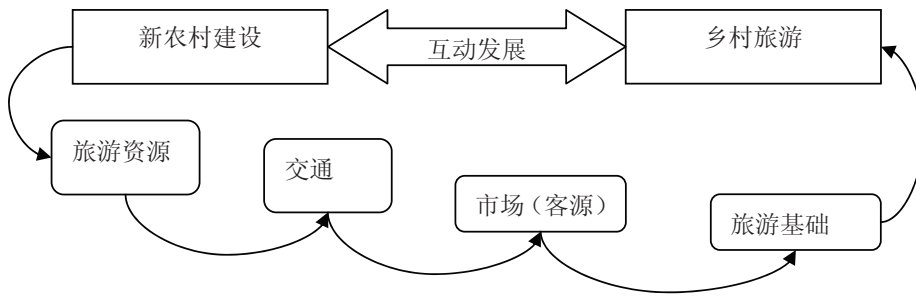 新农村建设
互动发展
乡村旅游
旅游资源
交通
市场（客源）
旅游基础